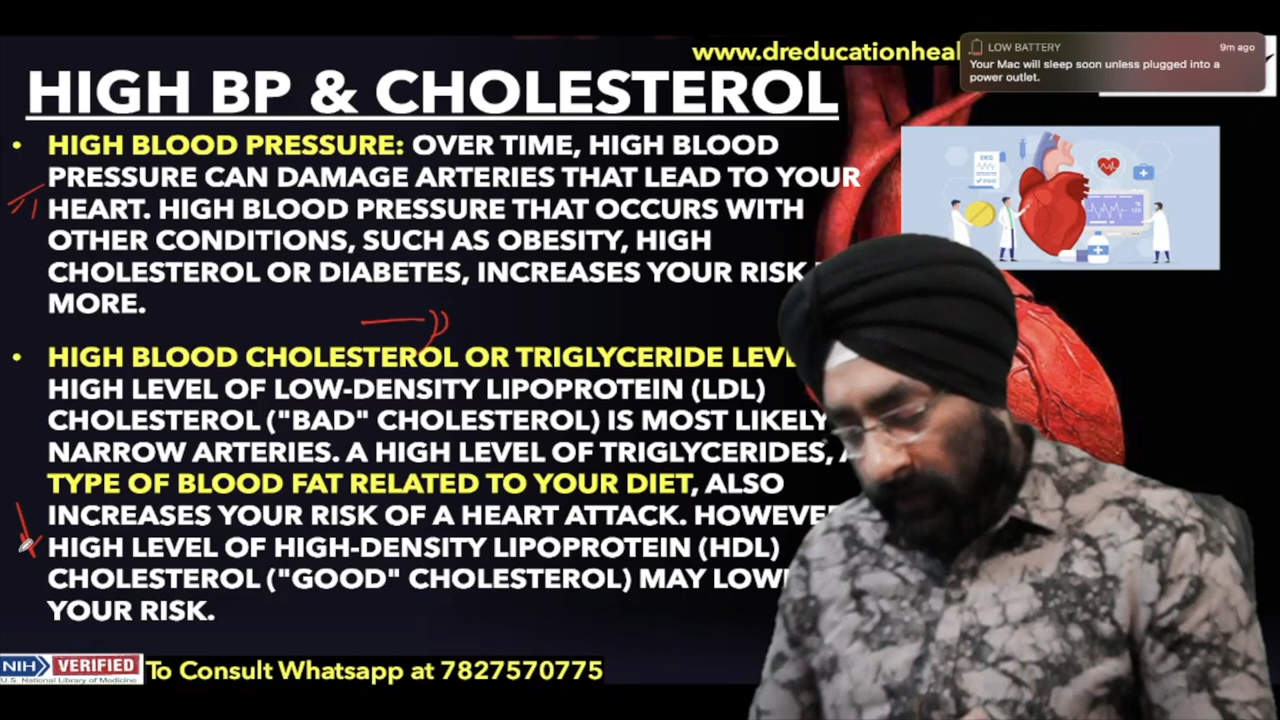 www.dreducationheal
LOW BATTERY 9m ago
Your Mac will sleep soon unless plugged into a
power outlet.
HIGH BP & CHOLESTEROL
• HIGH BLOOD PRESSURE: OVER TIME, HIGH BLOOD
PRESSURE CAN DAMAGE ARTERIES THAT LEAD TO YOUR
HEART. HIGH BLOOD PRESSURE THAT OCCURS WITH
OTHER CONDITIONS, SUCH AS OBESITY, HIGH
CHOLESTEROL OR DIABETES, INCREASES YOUR RISK
MORE.
EKG
• HIGH BLOOD CHOLESTEROL OR TRIGLYCERIDE
HIGH LEVEL OF LOW-DENSITY LIPOPROTEIN (LDL)
CHOLESTEROL ("BAD" CHOLESTEROL) IS MOST LIKELY
NARROW ARTERIES. A HIGH LEVEL OF TRIGLYCERIDES,
TYPE OF BLOOD FAT RELATED TO YOUR DIET, ALSO
INCREASES YOUR RISK OF A HEART ATTACK. HOWEVE
HIGH LEVEL OF HIGH-DENSITY LIPOPROTEIN (HDL)
CHOLESTEROL ("GOOD" CHOLESTEROL) MAY LOW
YOUR RISK.
NIH VERIFIED
U.S. National Library of Medicine
To Consult Whatsapp at 7827570775